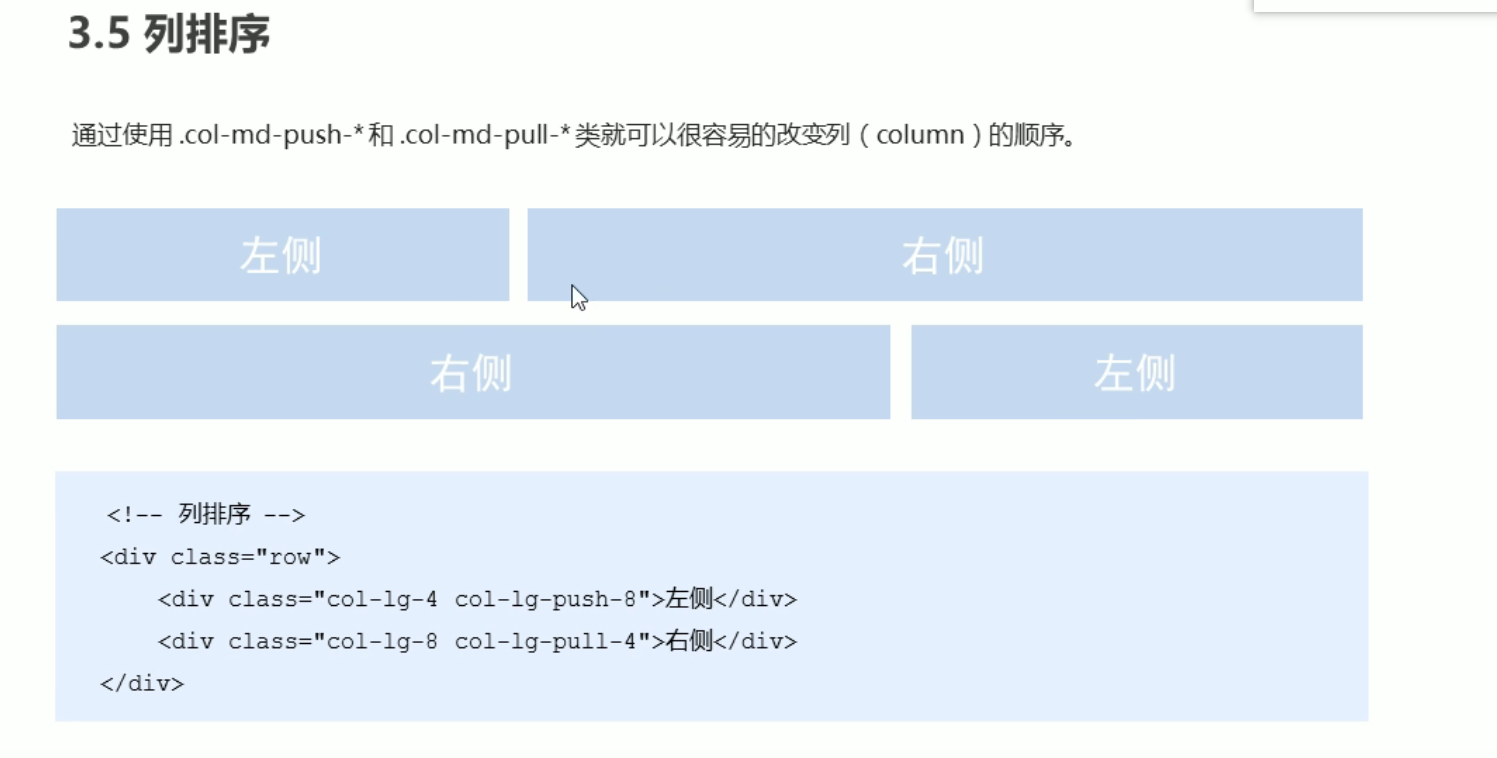 3.5 列排序
通过使用 .col-md-push-* 和 .col-md-pull-* 类就可以很容易的改变列（column）的顺序。
左侧 右侧
右侧 左侧
<!-- 列排序 -->
<div class="row">
    <div class="col-lg-4 col-lg-push-8">左侧</div>
    <div class="col-lg-8 col-lg-pull-4">右侧</div>
</div>